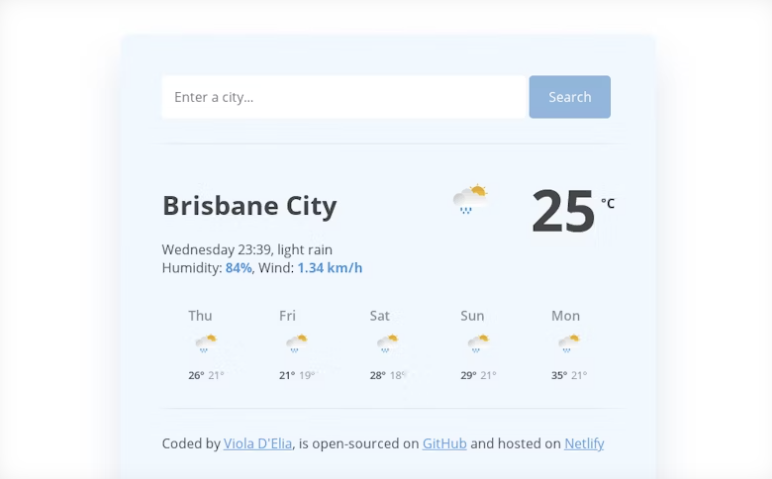 Enter a city...
Search
Brisbane City
25 °C
Wednesday 23:39, light rain
Humidity: 84%, Wind: 1.34 km/h
Thu Fri Sat Sun Mon
26° 21° 21° 19° 28° 18° 29° 21° 35° 21°
Coded by Viola D'Elia, is open-sourced on GitHub and hosted on Netlify